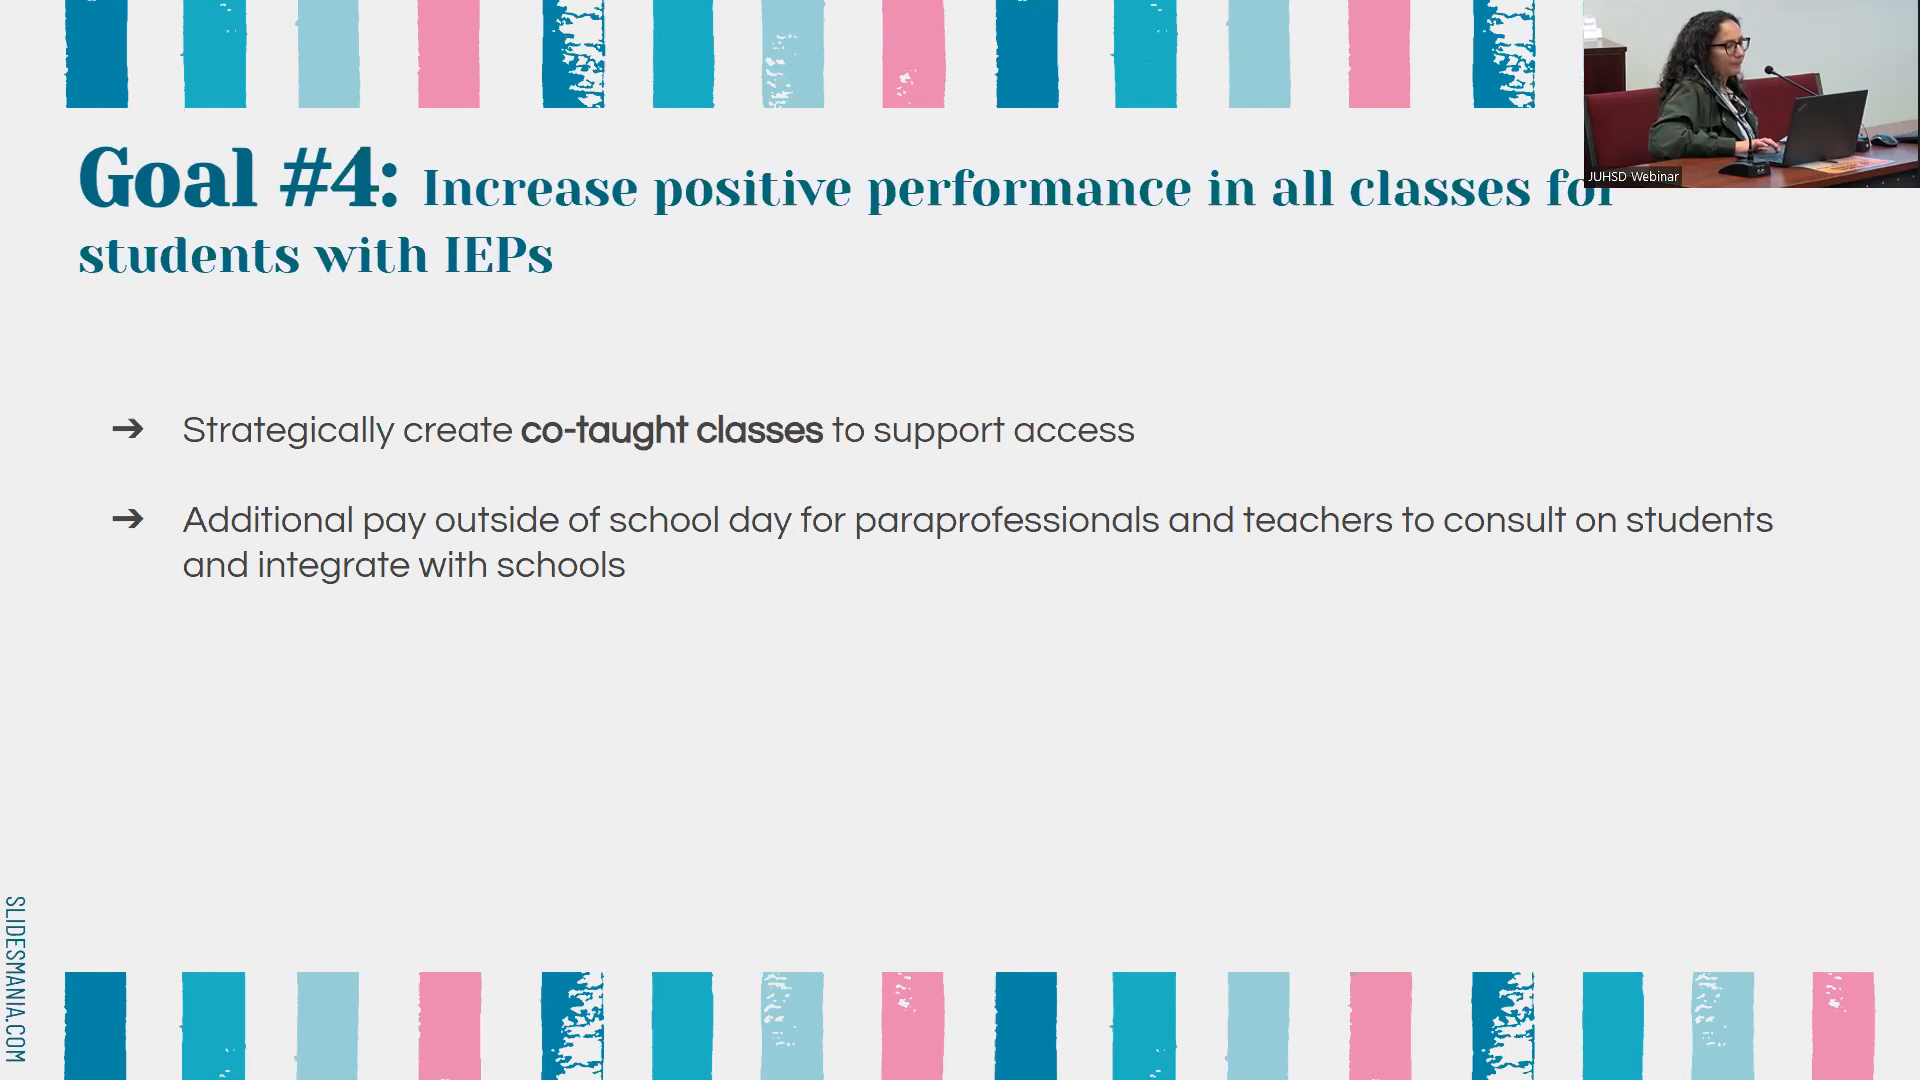 Goal #4: Increase positive performance in all classes for
students with IEPs
JUHSD Webinar
➔ Strategically create co-taught classes to support access
➔ Additional pay outside of school day for paraprofessionals and teachers to consult on students
and integrate with schools
SLIDESMANIA.COM